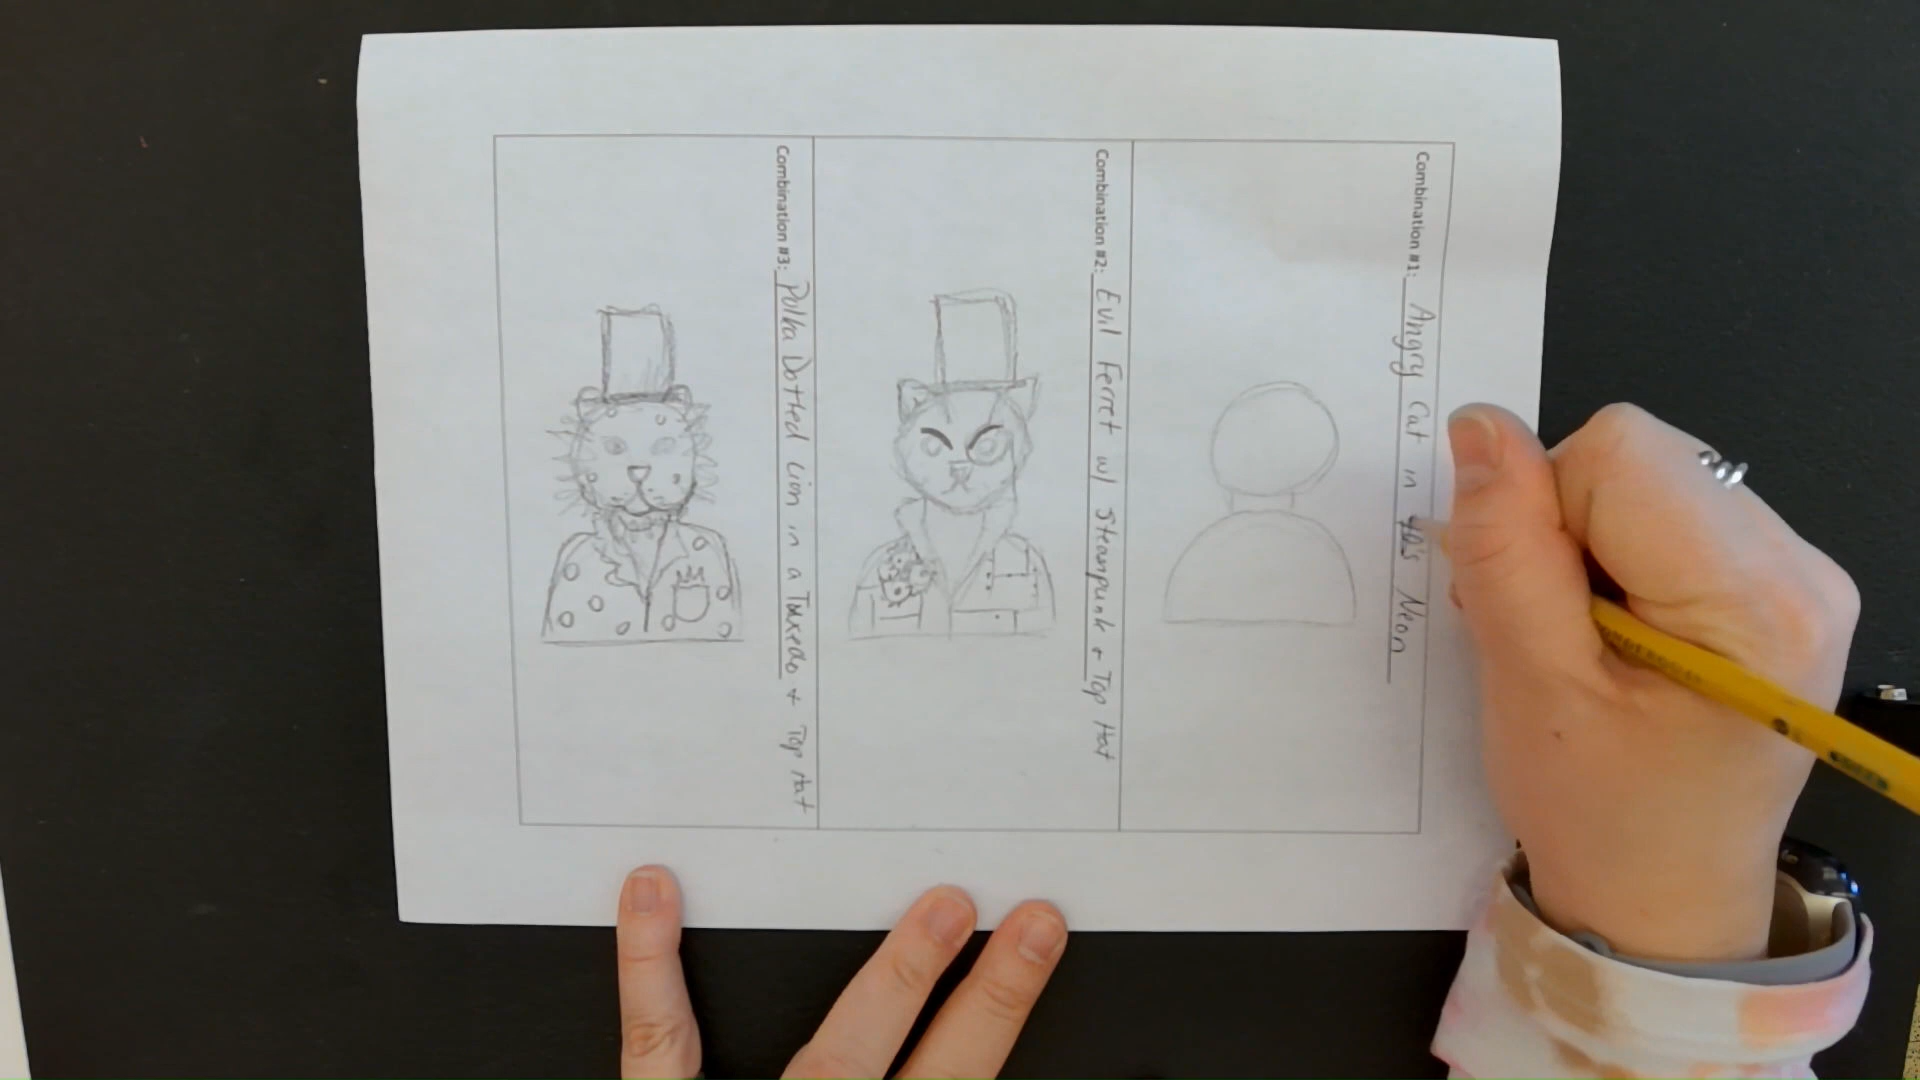 Combination #1: Angry Cat in 40's Neon
Combination #2: Evil Ferret w/ Steampunk + Top Hat
Combination #3: Polka Dotted Lion in a Tuxedo + Top Hat